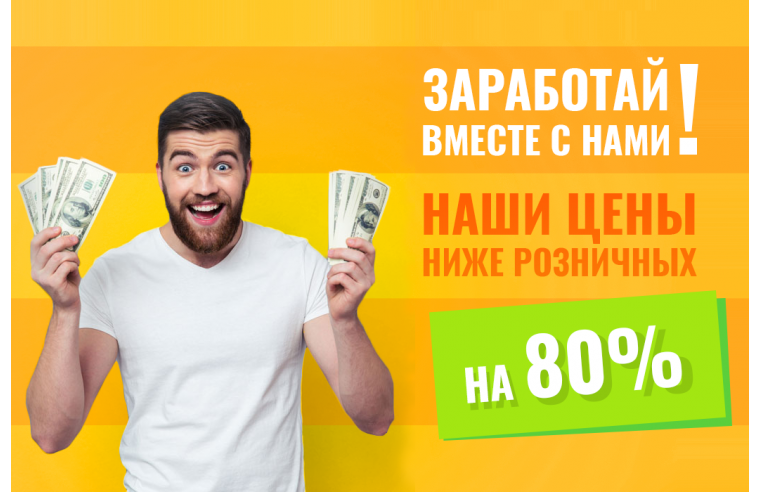 ЗАРАБОТАЙ
ВМЕСТЕ С НАМИ!
НАШИ ЦЕНЫ
НИЖЕ РОЗНИЧНЫХ
НА 80%